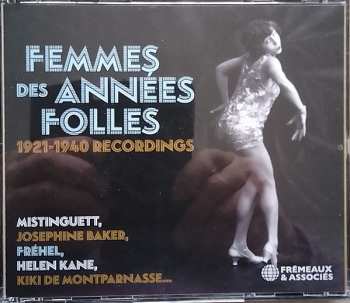 FEMMES
DES ANNÉES
FOLLES
1921-1940 RECORDINGS
MISTINGUETT,
JOSEPHINE BAKER,
FRÉHEL,
HELEN KANE,
KIKI DE MONTPARNASSE...
FRÉMEAUX
& ASSOCIÉS